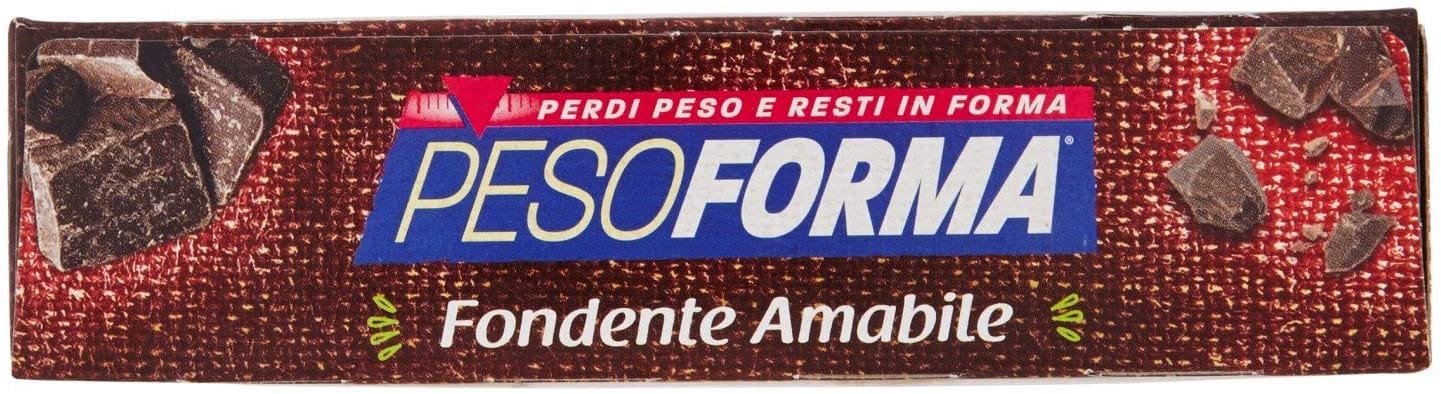 PERDI PESO E RESTI IN FORMA
PESOFORMA®
Fondente Amabile